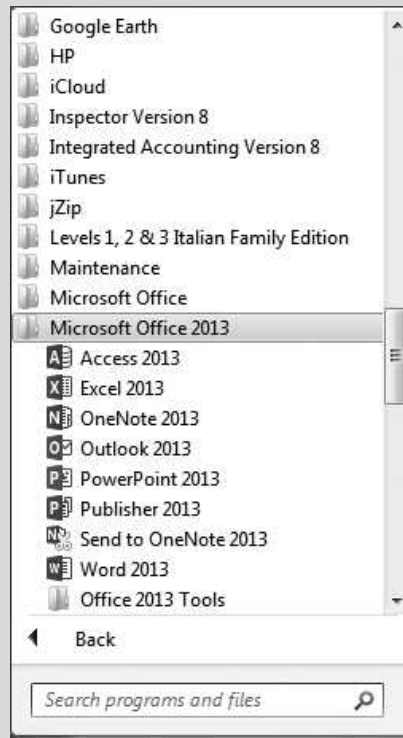 Google Earth
HP
iCloud
Inspector Version 8
Integrated Accounting Version 8
iTunes
jZip
Levels 1, 2 & 3 Italian Family Edition
Maintenance
Microsoft Office
Microsoft Office 2013
Access 2013
Excel 2013
OneNote 2013
Outlook 2013
PowerPoint 2013
Publisher 2013
Send to OneNote 2013
Word 2013
Office 2013 Tools
Back
Search programs and files